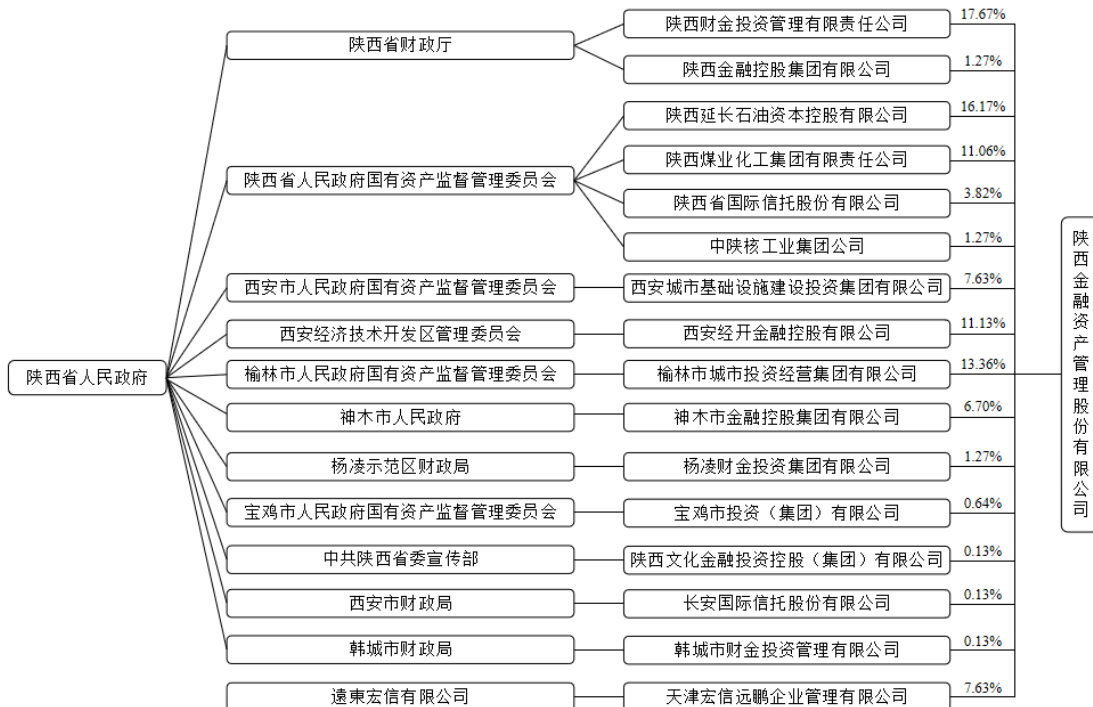 陕西省人民政府
陕西省财政厅
陕西财金投资管理有限责任公司
17.67%
陕西金融控股集团有限公司
1.27%
陕西省人民政府国有资产监督管理委员会
陕西延长石油资本控股有限公司
16.17%
陕西煤业化工集团有限责任公司
11.06%
陕西省国际信托股份有限公司
3.82%
中陕核工业集团公司
1.27%
西安市人民政府国有资产监督管理委员会
西安城市基础设施建设投资集团有限公司
7.63%
西安经济技术开发区管理委员会
西安经开金融控股有限公司
11.13%
榆林市人民政府国有资产监督管理委员会
榆林市城市投资经营集团有限公司
13.36%
神木市人民政府
神木市金融控股集团有限公司
6.70%
杨凌示范区财政局
杨凌财金投资集团有限公司
1.27%
宝鸡市人民政府国有资产监督管理委员会
宝鸡市投资（集团）有限公司
0.64%
中共陕西省委宣传部
陕西文化金融投资控股（集团）有限公司
0.13%
西安市财政局
长安国际信托股份有限公司
0.13%
韩城市财政局
韩城市财金投资管理有限公司
0.13%
遠東宏信有限公司
天津宏信远鹏企业管理有限公司
7.63%
陕西金融资产管理股份有限公司